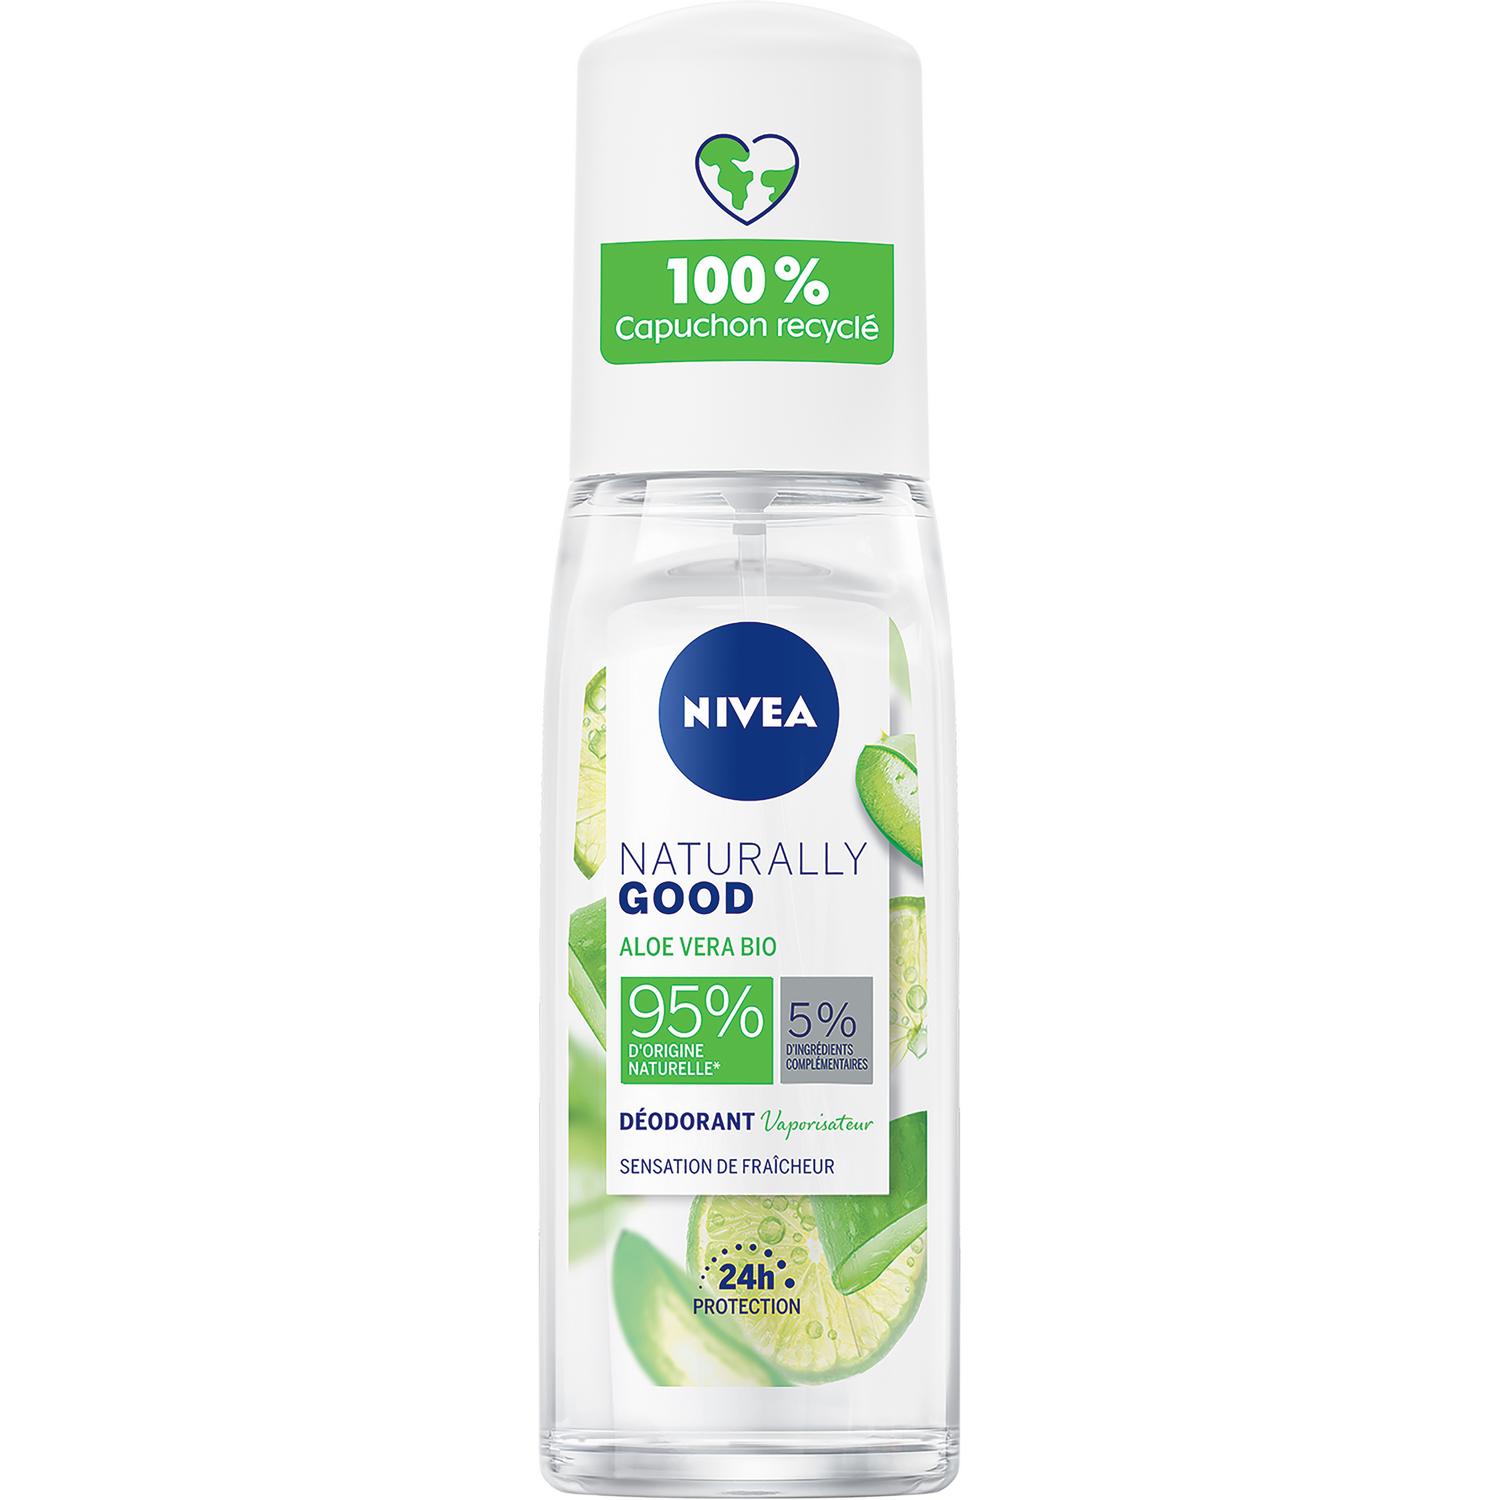 100 %
Capuchon recyclé
NIVEA
NATURALLY
GOOD
ALOE VERA BIO
95%
D'ORIGINE
NATURELLE*
5%
D'INGRÉDIENTS
COMPLÉMENTAIRES
DÉODORANT Vaporisateur
SENSATION DE FRAÎCHEUR
24h
PROTECTION